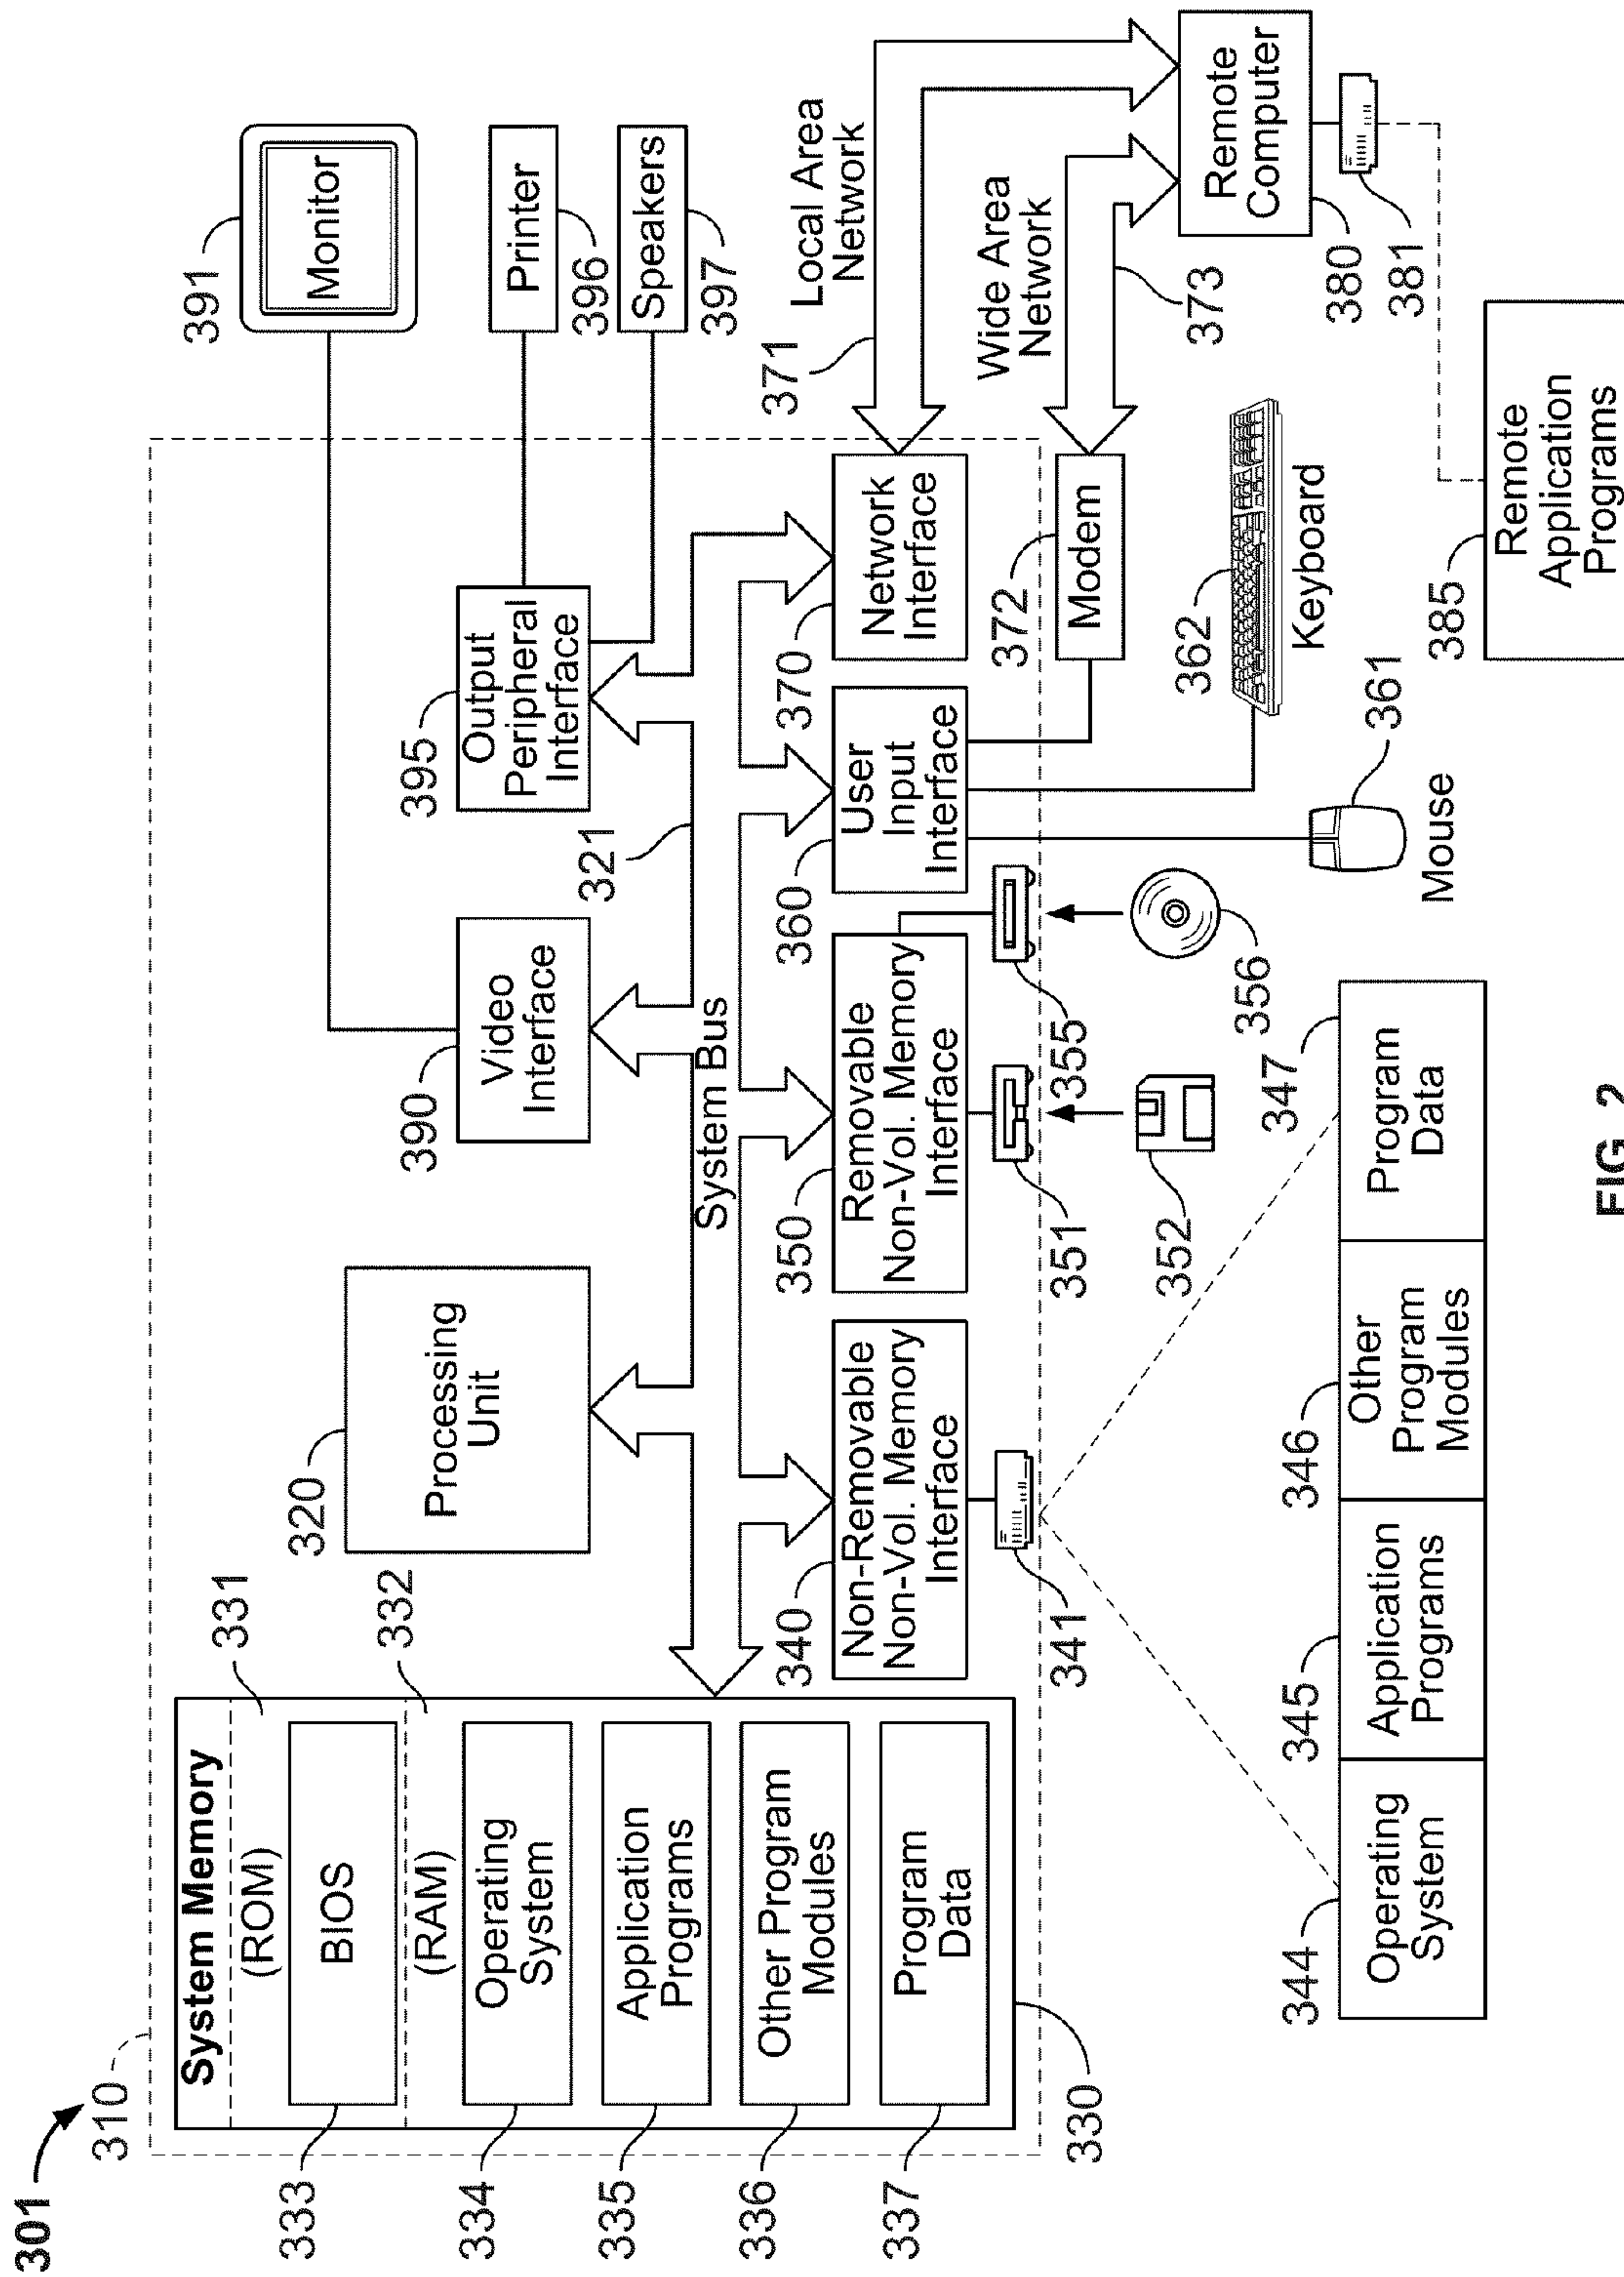 301
310
System Memory
(ROM)
331
BIOS
333
(RAM)
332
Operating
System
334
Application
Programs
335
Other Program
Modules
336
Program
Data
337
330
320
Processing
Unit
390
Video
Interface
395
Output
Peripheral
Interface
391
Monitor
Printer
396
Speakers
397
321
System Bus
340
Non-Removable
Non-Vol. Memory
Interface
341
350
Removable
Non-Vol. Memory
Interface
351
352
355
356
360
User
Input
Interface
370
Network
Interface
371
Local Area
Network
372
Modem
Wide Area
Network
373
Remote
Computer
380
381
362
Keyboard
361
Mouse
385
Remote
Application
Programs
344
Operating
System
345
Application
Programs
346
Other
Program
Modules
347
Program
Data
FIG. 2